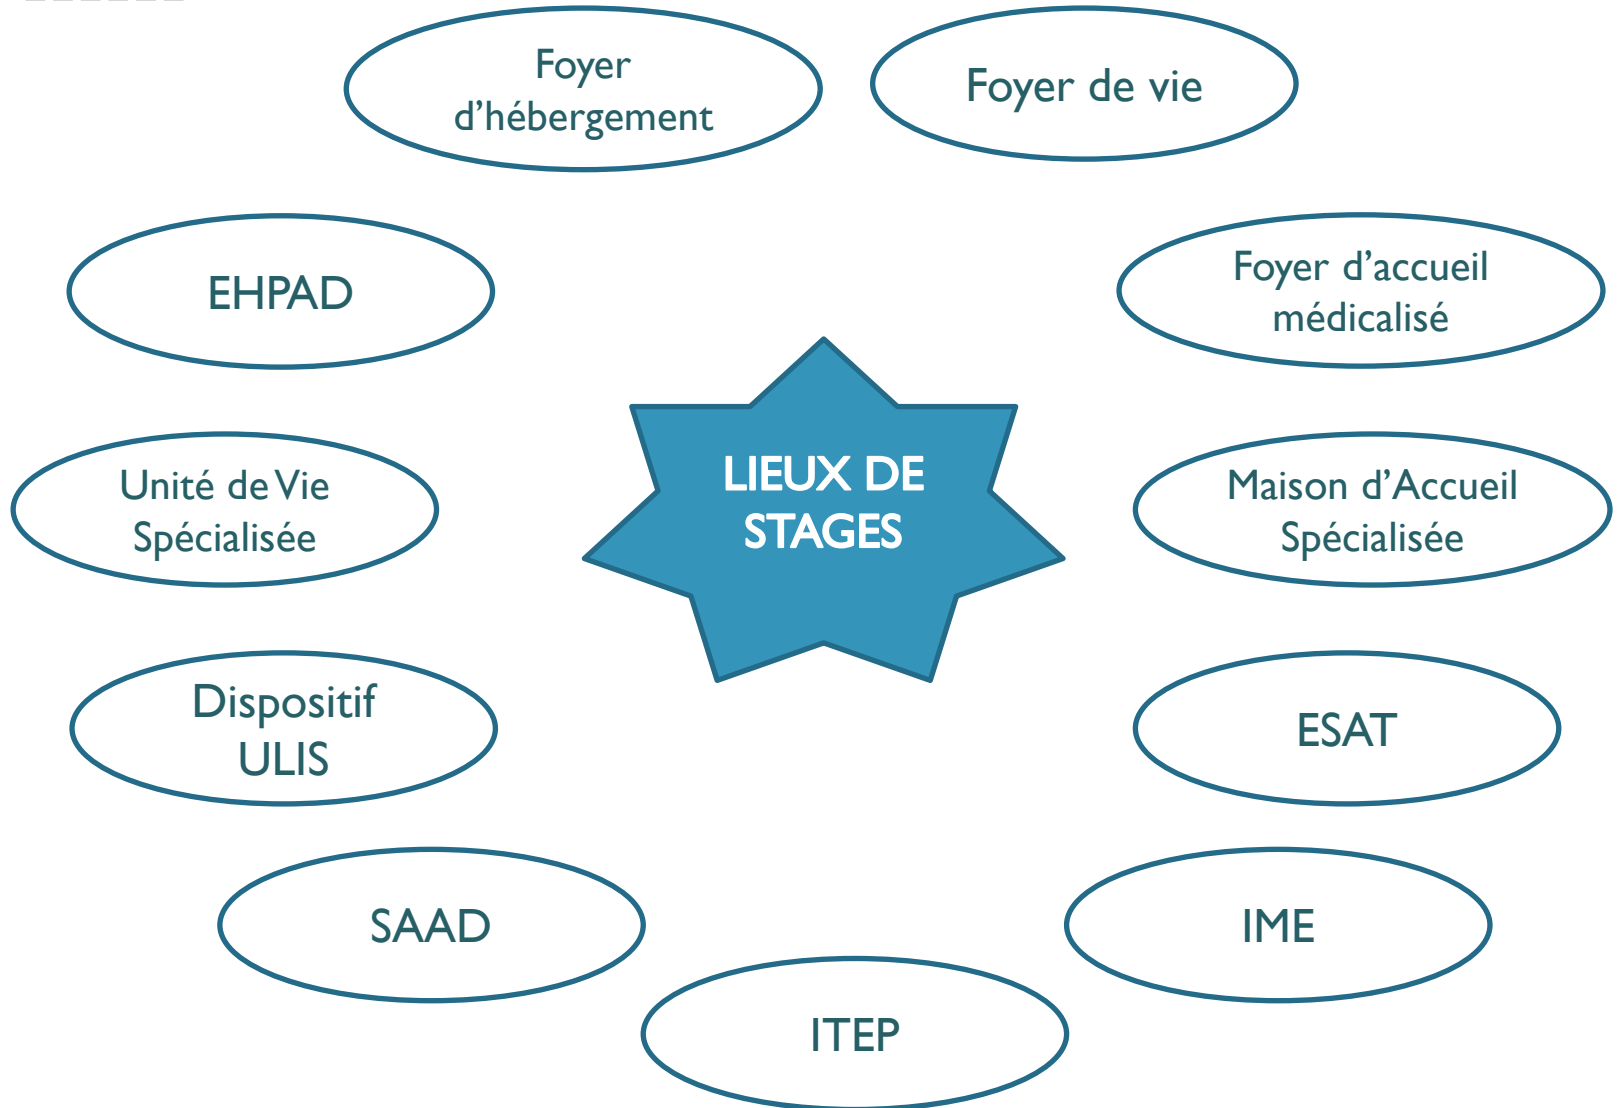 Foyer
d’hébergement
Foyer de vie
EHPAD
Foyer d’accueil
médicalisé
LIEUX DE
STAGES
Unité de Vie
Spécialisée
Maison d’Accueil
Spécialisée
Dispositif
ULIS
ESAT
SAAD
IME
ITEP